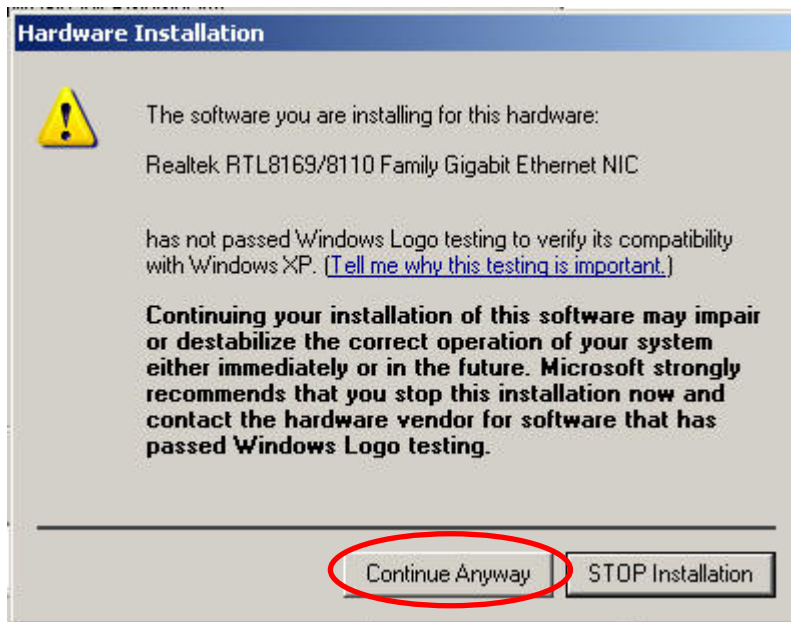 Hardware Installation
The software you are installing for this hardware:
Realtek RTL8169/8110 Family Gigabit Ethernet NIC
has not passed Windows Logo testing to verify its compatibility
with Windows XP. (Tell me why this testing is important.)
Continuing your installation of this software may impair
or destabilize the correct operation of your system
either immediately or in the future. Microsoft strongly
recommends that you stop this installation now and
contact the hardware vendor for software that has
passed Windows Logo testing.
Continue Anyway STOP Installation